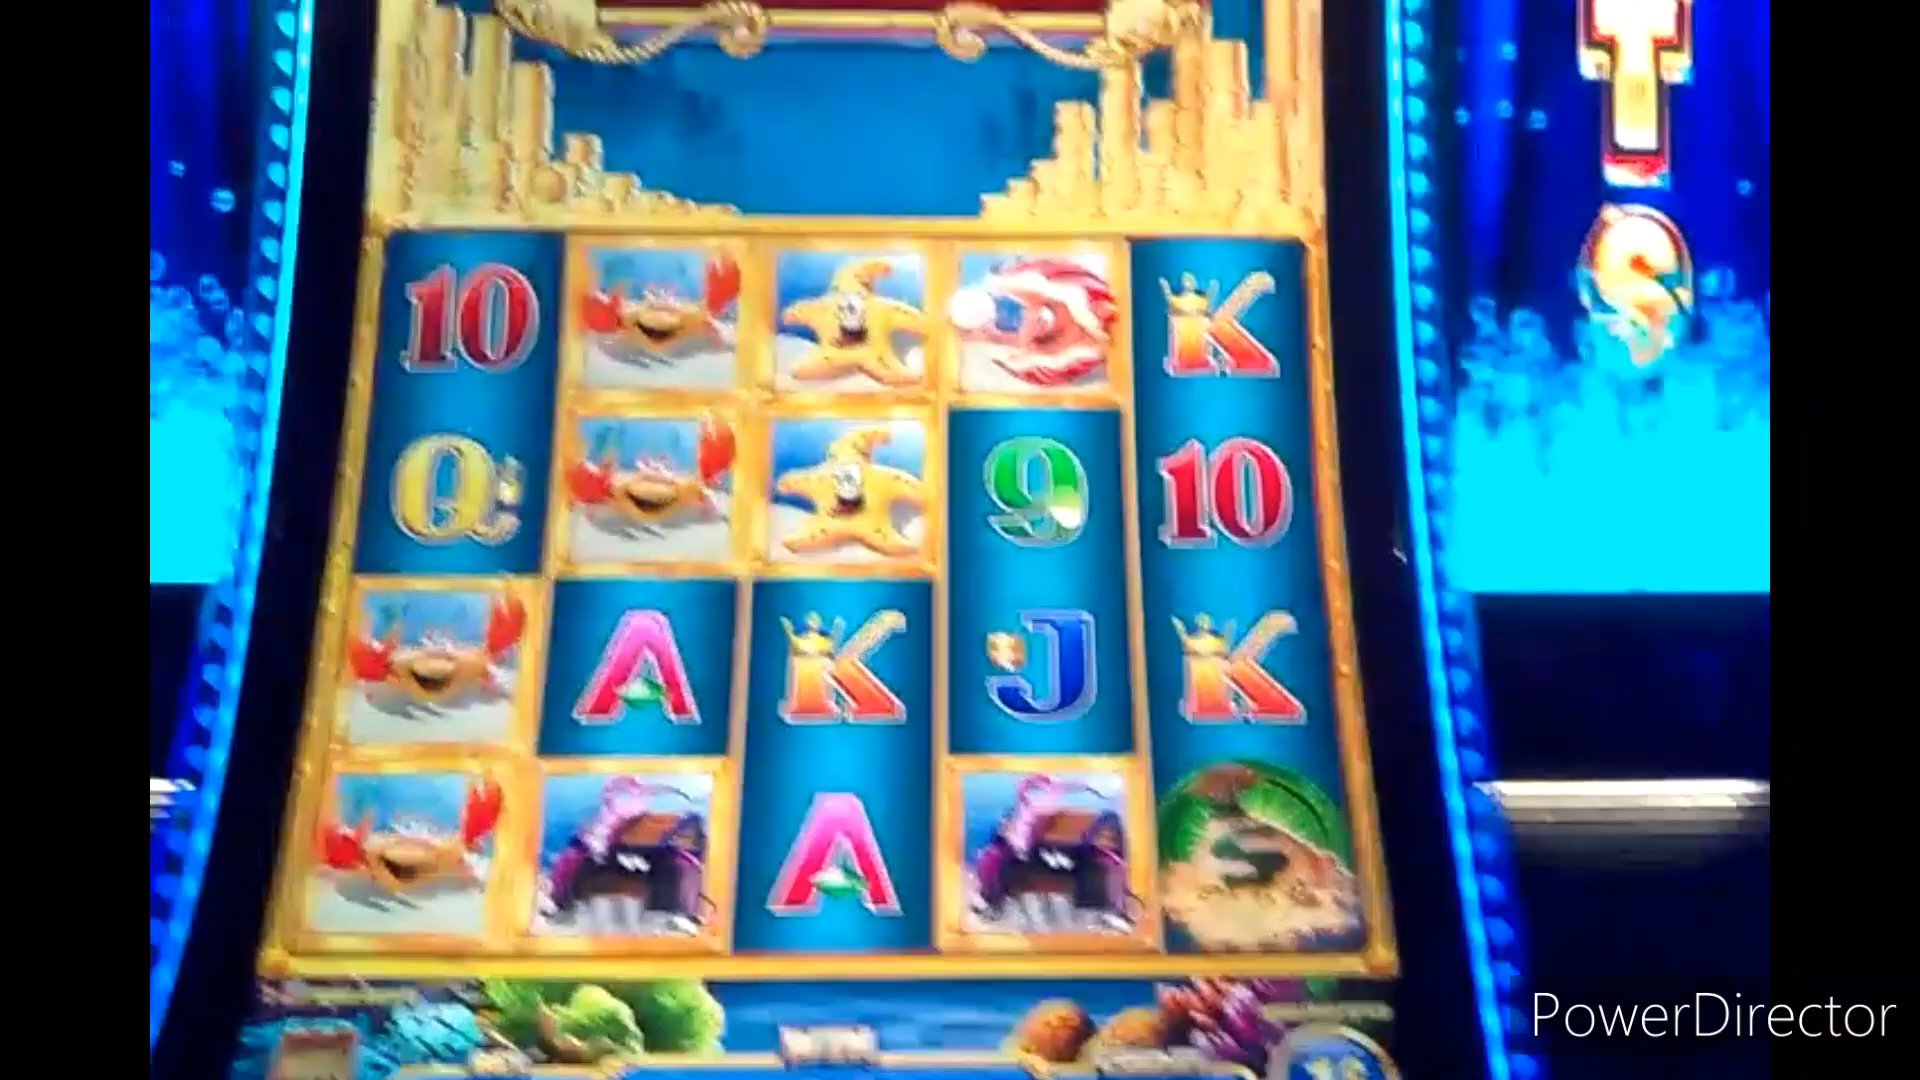 10 K
Q 9 10
A K J K
A
PowerDirector